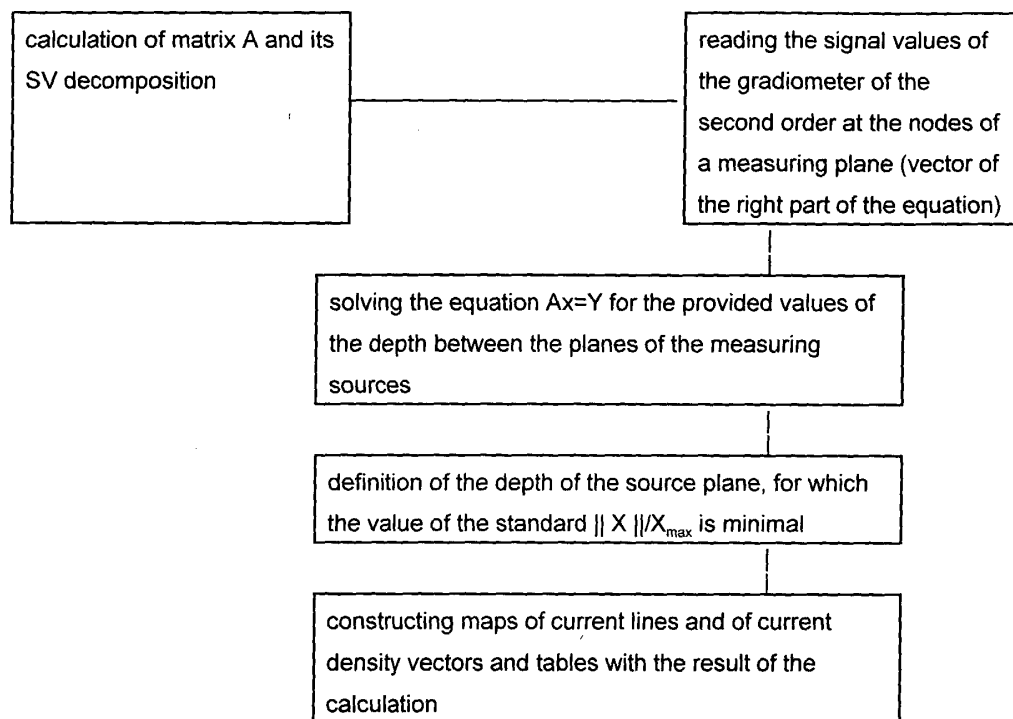 calculation of matrix A and its
SV decomposition
reading the signal values of
the gradiometer of the
second order at the nodes of
a measuring plane (vector of
the right part of the equation)
solving the equation Ax=Y for the provided values of
the depth between the planes of the measuring
sources
definition of the depth of the source plane, for which
the value of the standard || X ||/Xmax is minimal
constructing maps of current lines and of current
density vectors and tables with the result of the
calculation